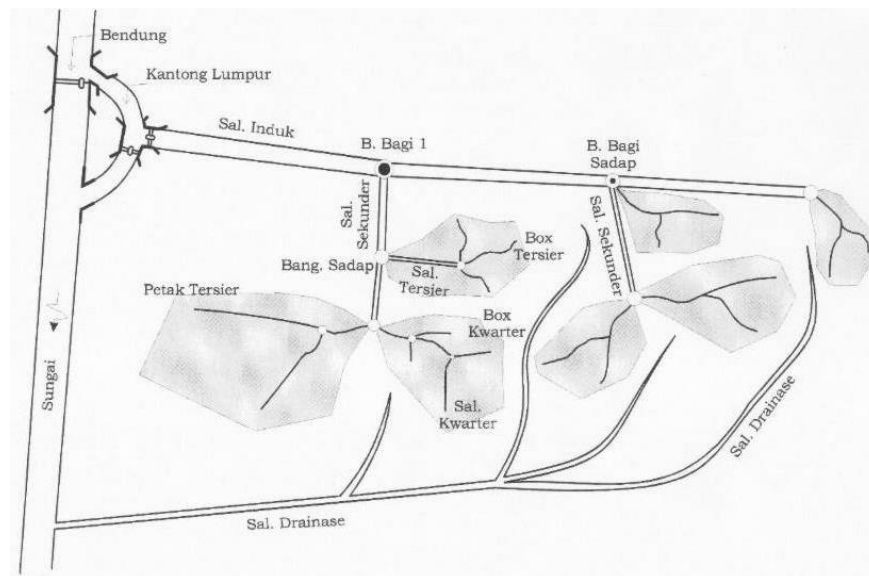 Bendung
Kantong Lumpur
Sal. Induk
B. Bagi 1
B. Bagi
Sadap
Sal.
Sekunder
Sal. Sekunder
Box
Tersier
Bang. Sadap
Sal.
Tersier
Petak Tersier
Box
Kwarter
Sungai
Sal.
Kwarter
Sal. Drainase
Sal. Drainase